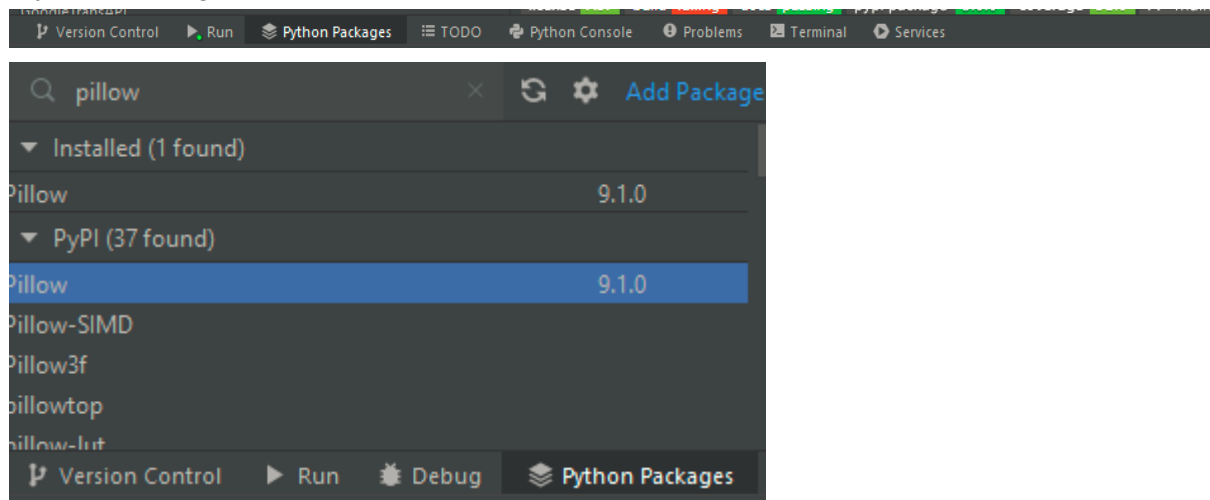 Version Control Run Python Packages TODO Python Console Problems Terminal Services
pillow Add Package
Installed (1 found)
Pillow 9.1.0
PyPI (37 found)
Pillow 9.1.0
Pillow-SIMD
Pillow3f
pillowtop
pillow-lut
Version Control Run Debug Python Packages